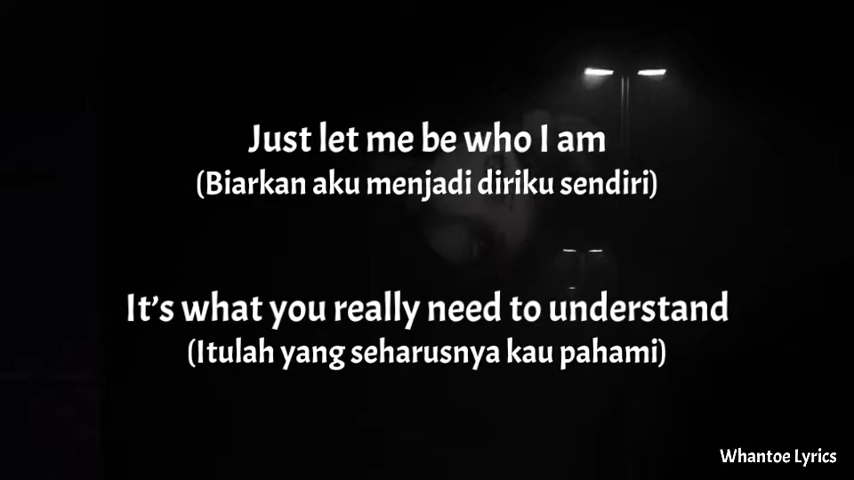 Just let me be who I am
(Biarkan aku menjadi diriku sendiri)
It's what you really need to understand
(Itulah yang seharusnya kau pahami)
Whantoe Lyrics